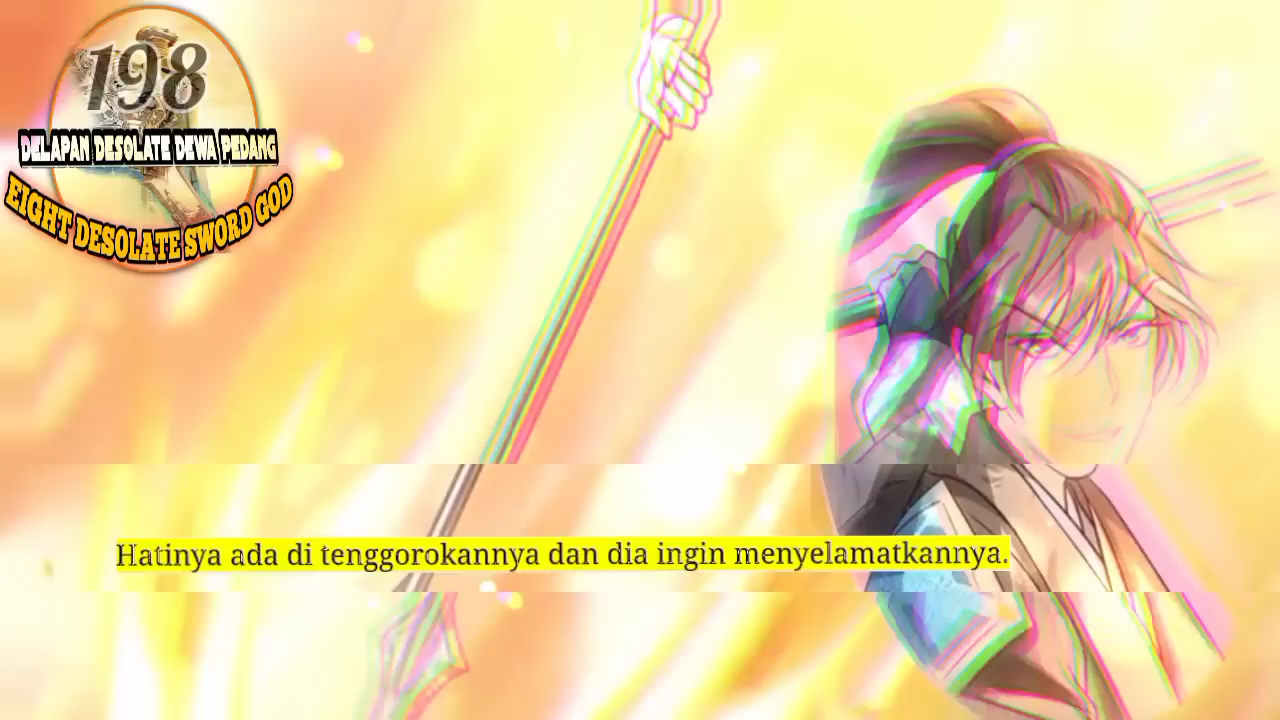 198
DELAPAN DESOLATE DEWA PEDANG
EIGHT DESOLATE SWORD GOD
Hatinya ada di tenggorokannya dan dia ingin menyelamatkannya.